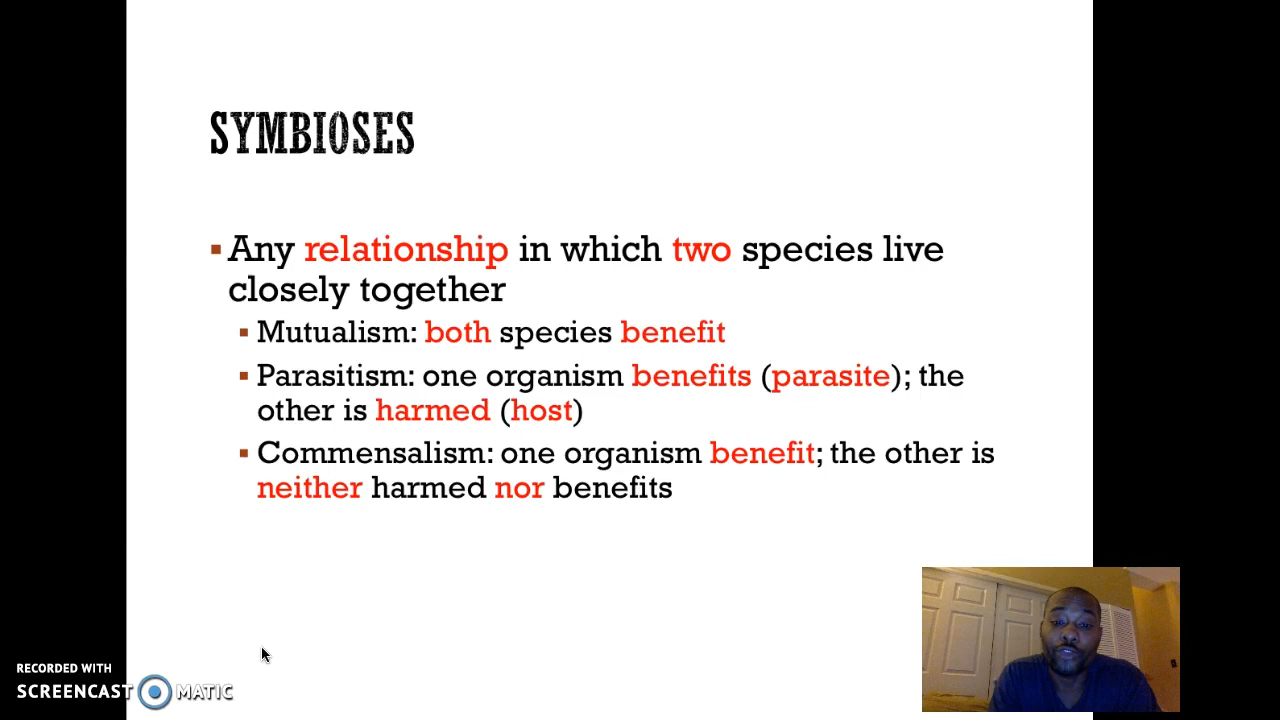 SYMBIOSES
Any relationship in which two species live
closely together
Mutualism: both species benefit
Parasitism: one organism benefits (parasite); the
other is harmed (host)
Commensalism: one organism benefit; the other is
neither harmed nor benefits
RECORDED WITH
SCREENCAST MATIC